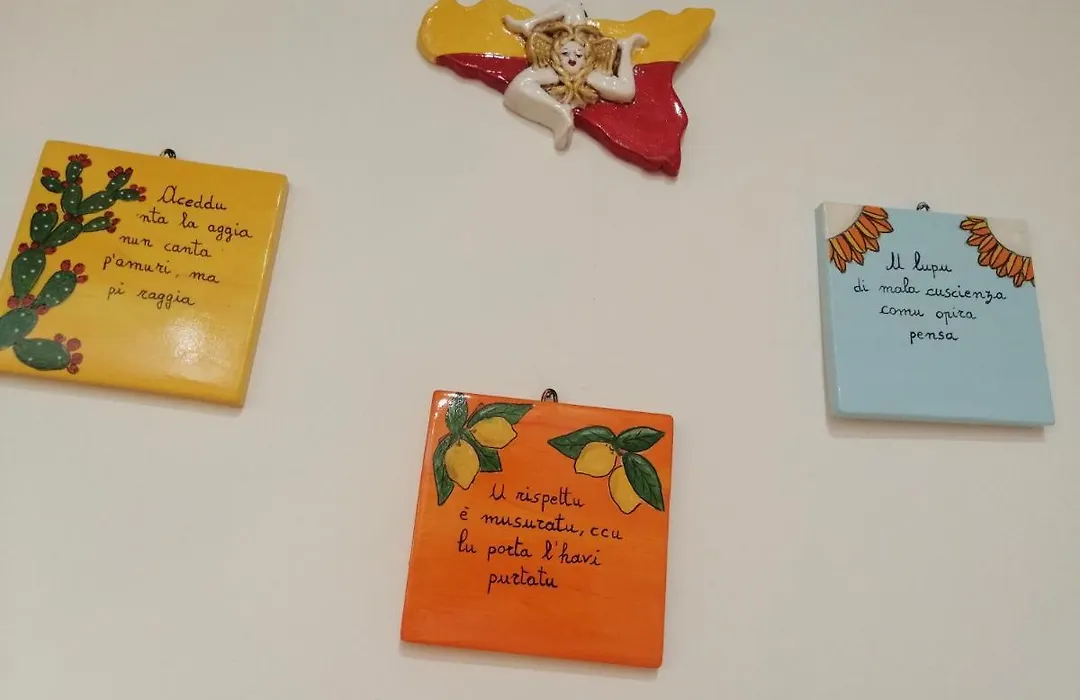 Aceddu
'nta la aggia
nun canta
p'amuri, ma
pi raggia
U rispettu
è musuratu, ccu
lu porta l'havi
purtatu
U lupu
di mala cuscienza
comu opira
pensa